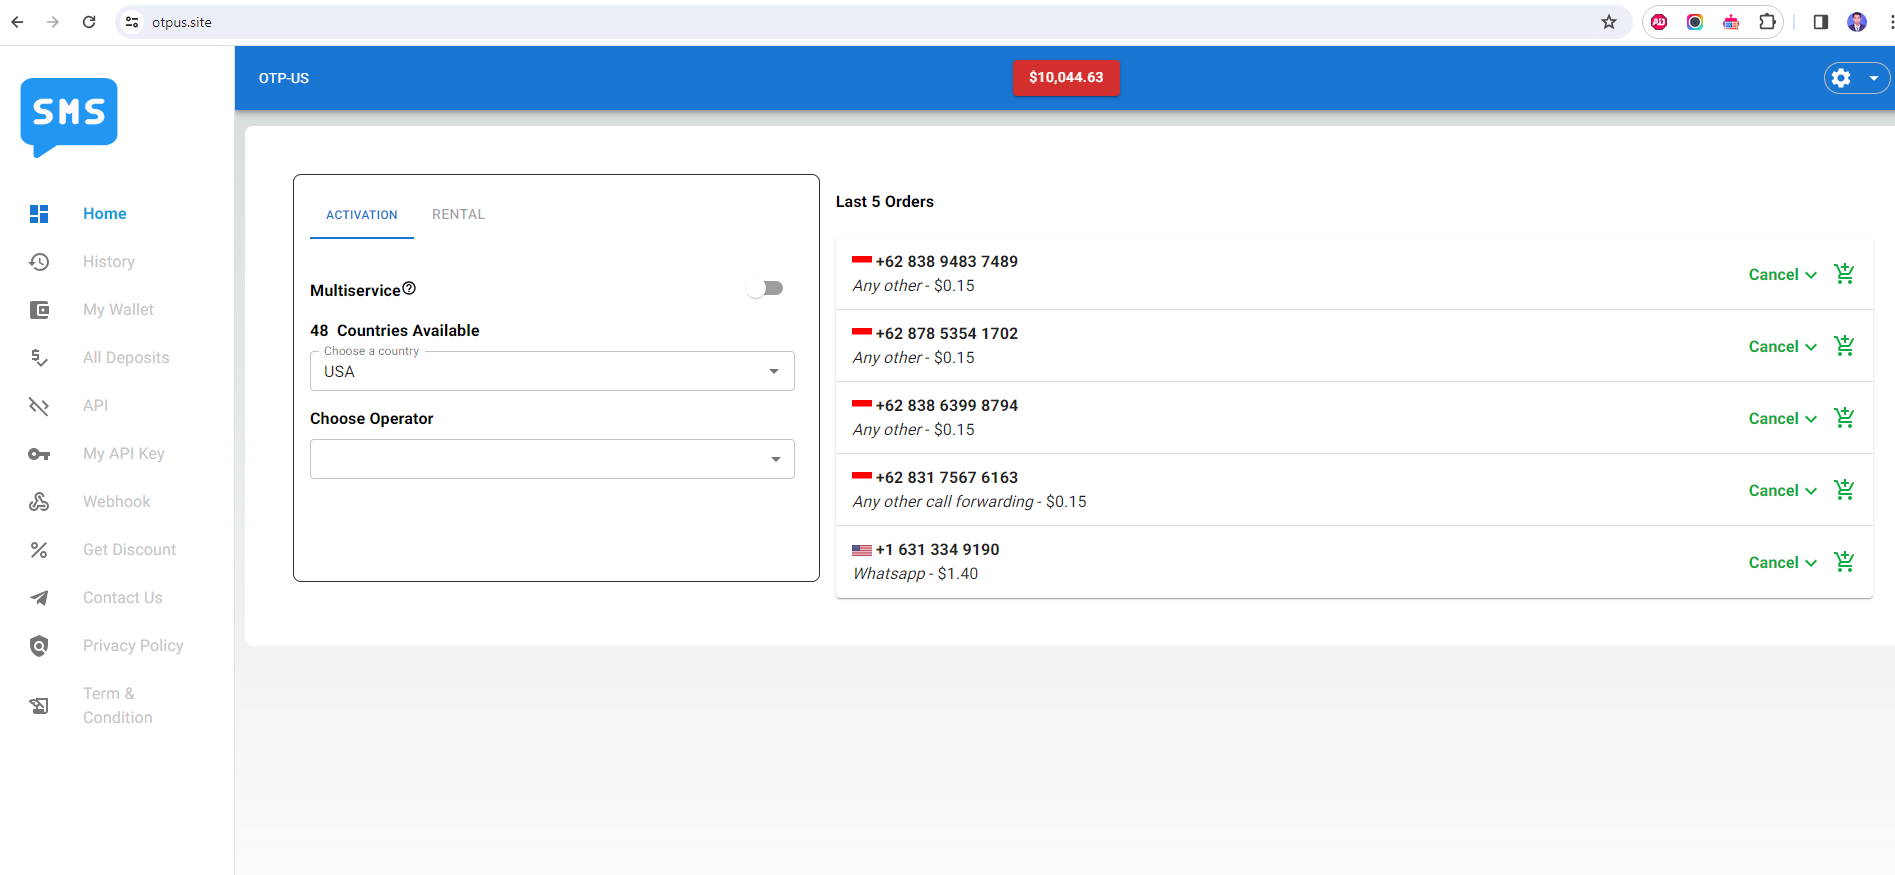 otpus.site
SMS
OTP-US
$10,044.63
Home
History
My Wallet
All Deposits
API
My API Key
Webhook
Get Discount
Contact Us
Privacy Policy
Term &
Condition
ACTIVATION RENTAL
Multiservice
48 Countries Available
Choose a country
USA
Choose Operator
Last 5 Orders
+62 838 9483 7489
Any other - $0.15
Cancel
+62 878 5354 1702
Any other - $0.15
Cancel
+62 838 6399 8794
Any other - $0.15
Cancel
+62 831 7567 6163
Any other call forwarding - $0.15
Cancel
+1 631 334 9190
Whatsapp - $1.40
Cancel